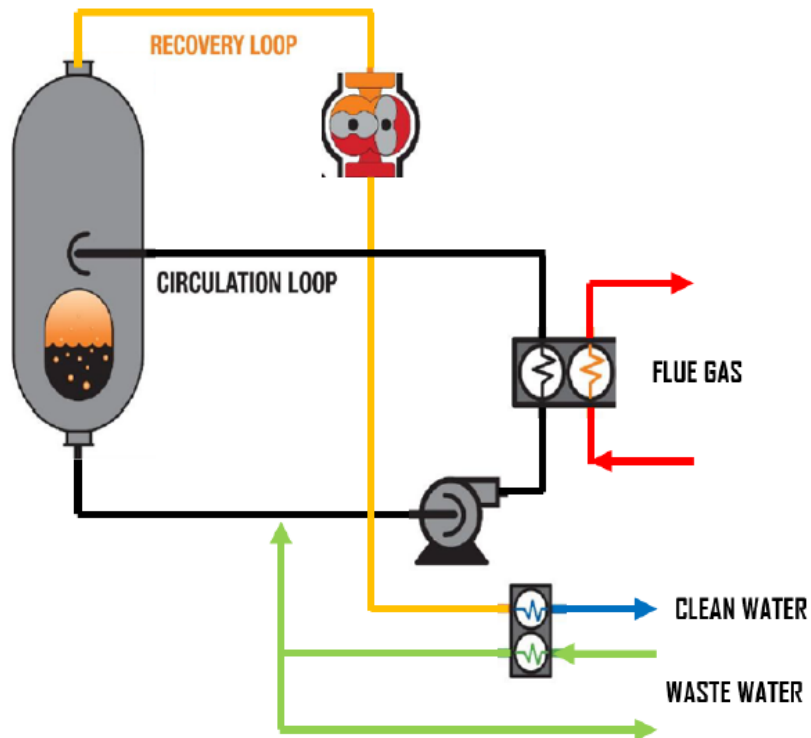 RECOVERY LOOP
CIRCULATION LOOP
FLUE GAS
CLEAN WATER
WASTE WATER